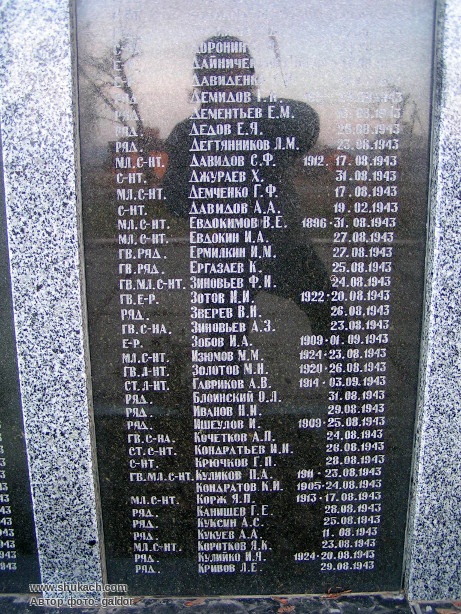 ДОРОНИН
ДАЙНИЧЕ
ДАВИДЕНК
РЯД. ДЕМИДОВ 1943
РЯД. ДЕМЕНТЬЕВ Е.М. 1943
РЯД. ДЕДОВ Е.Я. 26.08.1943
РЯД. ДЕГТЯННИКОВ Л.М. 23.08.1943
МЛ.С-НТ. ДАВИДОВ С.Ф. 1912-17.08.1943
С-НТ. ДЖУРАЕВ Х. 31.08.1943
МЛ.С-НТ. ДЕМЧЕНКО Г.Ф. 17.08.1943
С-НТ. ДАВИДОВ А.А. 19.02.1943
МЛ.С-НТ. ЕВДОКИМОВ В.Е. 1896-31.08.1943
МЛ.С-НТ. ЕВДОКИН И.А. 27.08.1943
ГВ.РЯД. ЕРМИЛКИН И.М. 27.08.1943
ГВ.РЯД. ЕРГАЗАЕВ К. 25.08.1943
ГВ.МЛ.С-НТ. ЗИНОВЬЕВ Ф.И. 24.08.1943
ГВ.Е-Р. ЗОТОВ И.И. 1922-20.08.1943
РЯД. ЗВЕРЕВ В.Н. 26.08.1943
ГВ.С-НА. ЗИНОВЬЕВ А.З. 23.08.1943
Е-Р. ЗОБОВ И.А. 1909-01.09.1943
МЛ.С-НТ. ИЗЮМОВ М.М. 1924-23.08.1943
ГВ.Л-НТ. ЗОЛОТОВ М.Н. 1920-26.08.1943
СТ.Л-НТ. ГАВРИКОВ А.В. 1914-03.09.1943
РЯД. БЛОИНСКИЙ О.Л. 31.08.1943
РЯД. ИВАНОВ Н.И. 29.08.1943
РЯД. ИШЕУЛОВ И. 1909-25.08.1943
ГВ.С-НА. КОЧЕТКОВ А.П. 24.08.1943
СТ.С-НТ. КОНДРАТЬЕВ И.И. 28.08.1943
С-НТ. КРЮЧКОВ Г.П. 28.08.1943
ГВ.МЛ.С-НТ. КУЛИКОВ П.А. 1911-23.08.1943
КОНДРАТОВ К.И. 1905-24.08.1943
МЛ.С-НТ. КОРЖ Я.П. 1913-17.08.1943
РЯД. КАНИЩЕВ Г.Е. 28.08.1943
РЯД. КУКСИН А.С. 25.08.1943
РЯД. КУКУЕВ А.А. 11.08.1943
МЛ.С-НТ. КОРОТКОВ Я.К. 23.08.1943
РЯД. КУЛИЙКО И.Я. 1924-20.08.1943
РЯД. КРИВОВ Л.Е. 29.08.1943
www.shukach.com
Автор фото: galdor